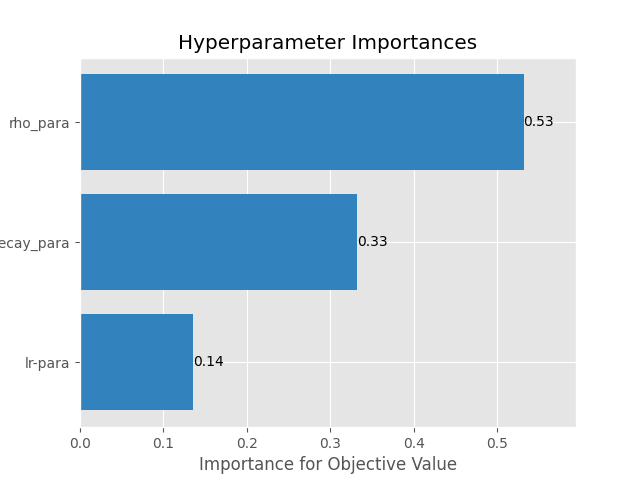 Hyperparameter Importances
rho_para
0.53
ecay_para
0.33
lr-para
0.14
0.0 0.1 0.2 0.3 0.4 0.5
Importance for Objective Value